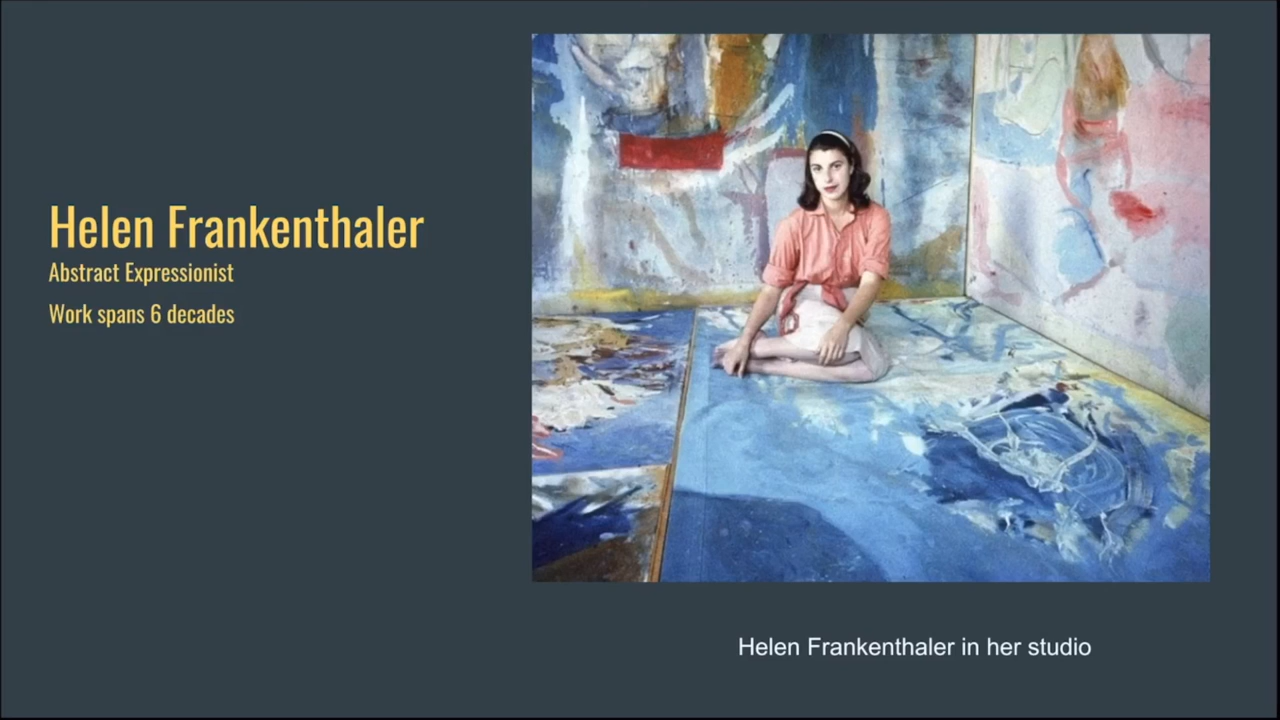 Helen Frankenthaler
Abstract Expressionist
Work spans 6 decades
Helen Frankenthaler in her studio